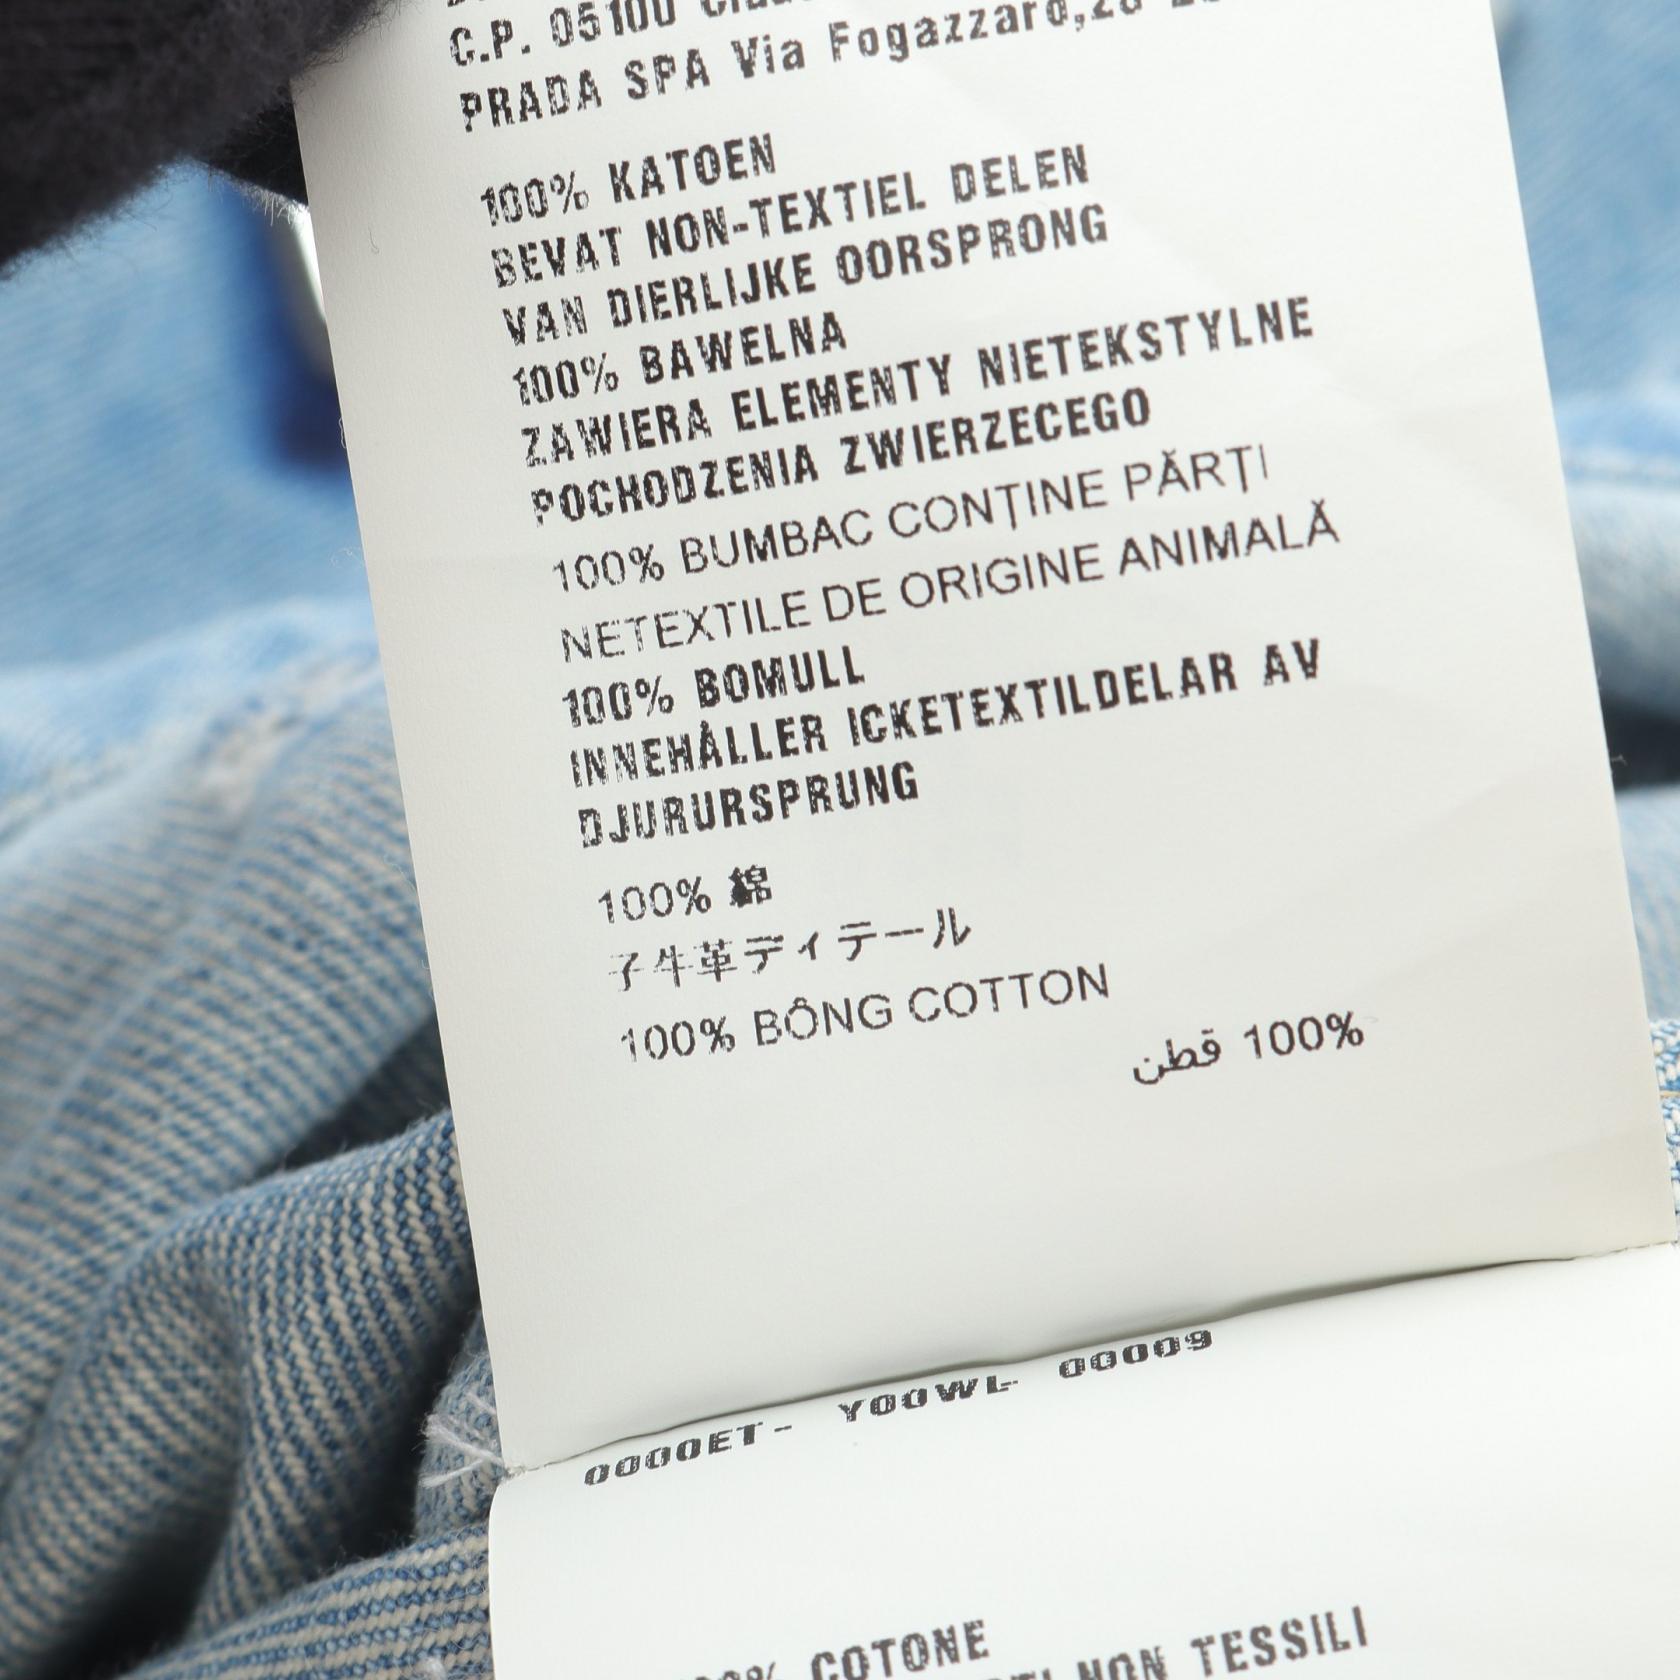 C.P. 05100
PRADA SPA Via Fogazzaro,28
100% KATOEN
BEVAT NON-TEXTIEL DELEN
VAN DIERLIJKE OORSPRONG
100% BAWELNA
ZAWIERA ELEMENTY NIETEKSTYLNE
POCHODZENIA ZWIERZECEGO
100% BUMBAC CONȚINE PĂRȚI
NETEXTILE DE ORIGINE ANIMALĂ
100% BOMULL
INNEHÅLLER ICKETEXTILDELAR AV
DJURURSPRUNG
100% 綿
子牛革ディテール
100% BÔNG COTTON
100% قطن
0000ET- Y00WL- 00009
COTONE
NON TESSILI